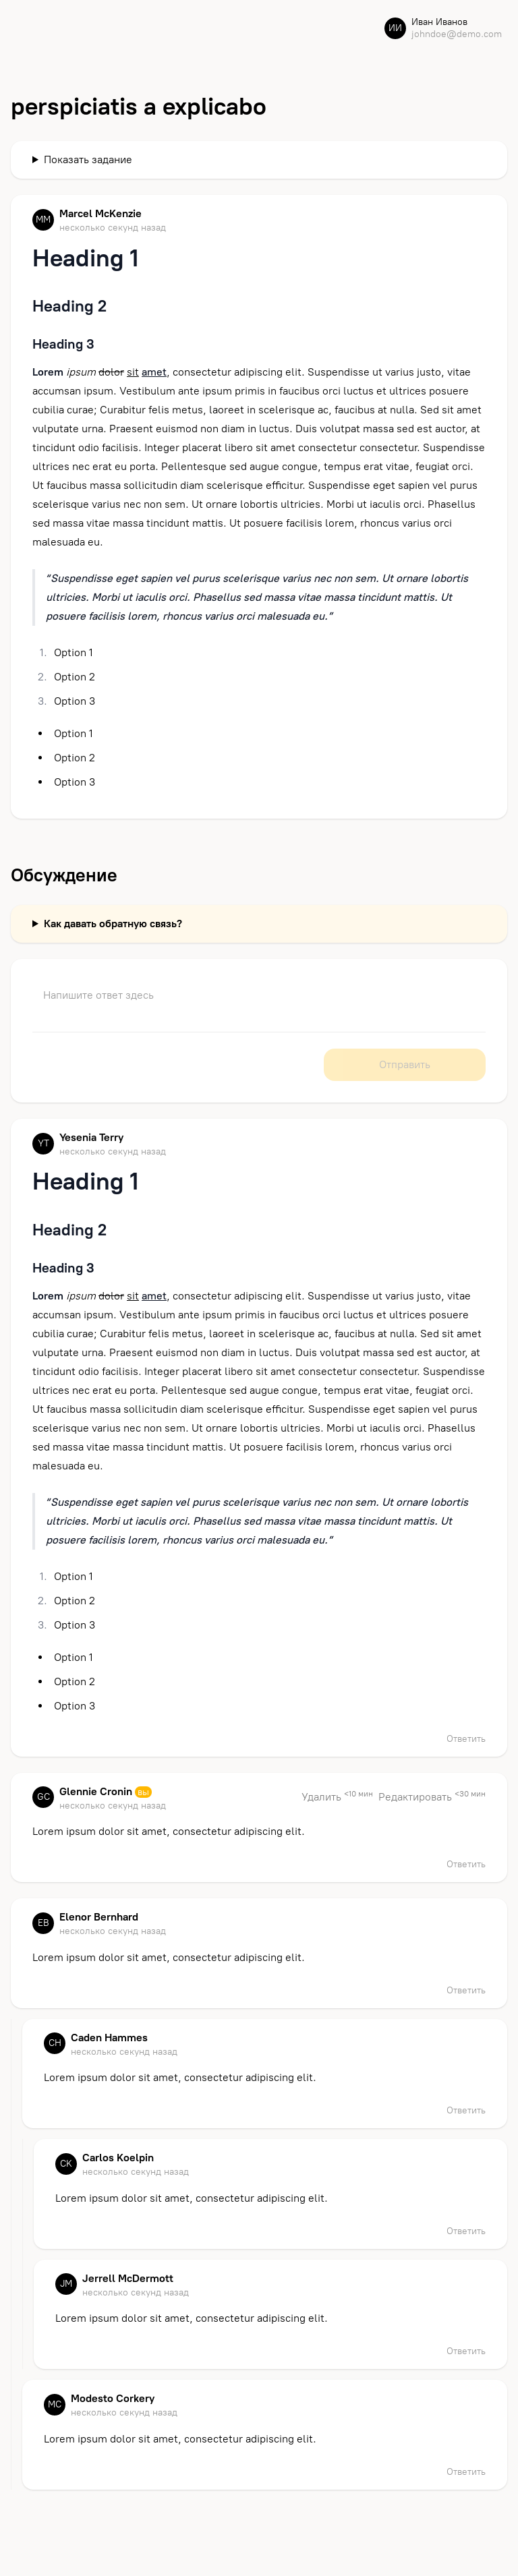 ИИ
Иван Иванов
johndoe@demo.com
perspiciatis a explicabo
Показать задание
MM
Marcel McKenzie
несколько секунд назад
Heading 1
Heading 2
Heading 3
Lorem ipsum dolor sit amet, consectetur adipiscing elit. Suspendisse ut varius justo, vitae
accumsan ipsum. Vestibulum ante ipsum primis in faucibus orci luctus et ultrices posuere
cubilia curae; Curabitur felis metus, laoreet in scelerisque ac, faucibus at nulla. Sed sit amet
vulputate urna. Praesent euismod non diam in luctus. Duis volutpat massa sed est auctor, at
tincidunt odio facilisis. Integer placerat libero sit amet consectetur consectetur. Suspendisse
ultrices nec erat eu porta. Pellentesque sed augue congue, tempus erat vitae, feugiat orci.
Ut faucibus massa sollicitudin diam scelerisque efficitur. Suspendisse eget sapien vel purus
scelerisque varius nec non sem. Ut ornare lobortis ultricies. Morbi ut iaculis orci. Phasellus
sed massa vitae massa tincidunt mattis. Ut posuere facilisis lorem, rhoncus varius orci
malesuada eu.
“Suspendisse eget sapien vel purus scelerisque varius nec non sem. Ut ornare lobortis
ultricies. Morbi ut iaculis orci. Phasellus sed massa vitae massa tincidunt mattis. Ut
posuere facilisis lorem, rhoncus varius orci malesuada eu.”
1. Option 1
2. Option 2
3. Option 3
• Option 1
• Option 2
• Option 3
Обсуждение
Как давать обратную связь?
Напишите ответ здесь
Отправить
YT
Yesenia Terry
несколько секунд назад
Heading 1
Heading 2
Heading 3
Lorem ipsum dolor sit amet, consectetur adipiscing elit. Suspendisse ut varius justo, vitae
accumsan ipsum. Vestibulum ante ipsum primis in faucibus orci luctus et ultrices posuere
cubilia curae; Curabitur felis metus, laoreet in scelerisque ac, faucibus at nulla. Sed sit amet
vulputate urna. Praesent euismod non diam in luctus. Duis volutpat massa sed est auctor, at
tincidunt odio facilisis. Integer placerat libero sit amet consectetur consectetur. Suspendisse
ultrices nec erat eu porta. Pellentesque sed augue congue, tempus erat vitae, feugiat orci.
Ut faucibus massa sollicitudin diam scelerisque efficitur. Suspendisse eget sapien vel purus
scelerisque varius nec non sem. Ut ornare lobortis ultricies. Morbi ut iaculis orci. Phasellus
sed massa vitae massa tincidunt mattis. Ut posuere facilisis lorem, rhoncus varius orci
malesuada eu.
“Suspendisse eget sapien vel purus scelerisque varius nec non sem. Ut ornare lobortis
ultricies. Morbi ut iaculis orci. Phasellus sed massa vitae massa tincidunt mattis. Ut
posuere facilisis lorem, rhoncus varius orci malesuada eu.”
1. Option 1
2. Option 2
3. Option 3
• Option 1
• Option 2
• Option 3
Ответить
GC
Glennie Cronin Вы
Удалить <10 мин Редактировать <30 мин
несколько секунд назад
Lorem ipsum dolor sit amet, consectetur adipiscing elit.
Ответить
EB
Elenor Bernhard
несколько секунд назад
Lorem ipsum dolor sit amet, consectetur adipiscing elit.
Ответить
CH
Caden Hammes
несколько секунд назад
Lorem ipsum dolor sit amet, consectetur adipiscing elit.
Ответить
CK
Carlos Koelpin
несколько секунд назад
Lorem ipsum dolor sit amet, consectetur adipiscing elit.
Ответить
JM
Jerrell McDermott
несколько секунд назад
Lorem ipsum dolor sit amet, consectetur adipiscing elit.
Ответить
MC
Modesto Corkery
несколько секунд назад
Lorem ipsum dolor sit amet, consectetur adipiscing elit.
Ответить